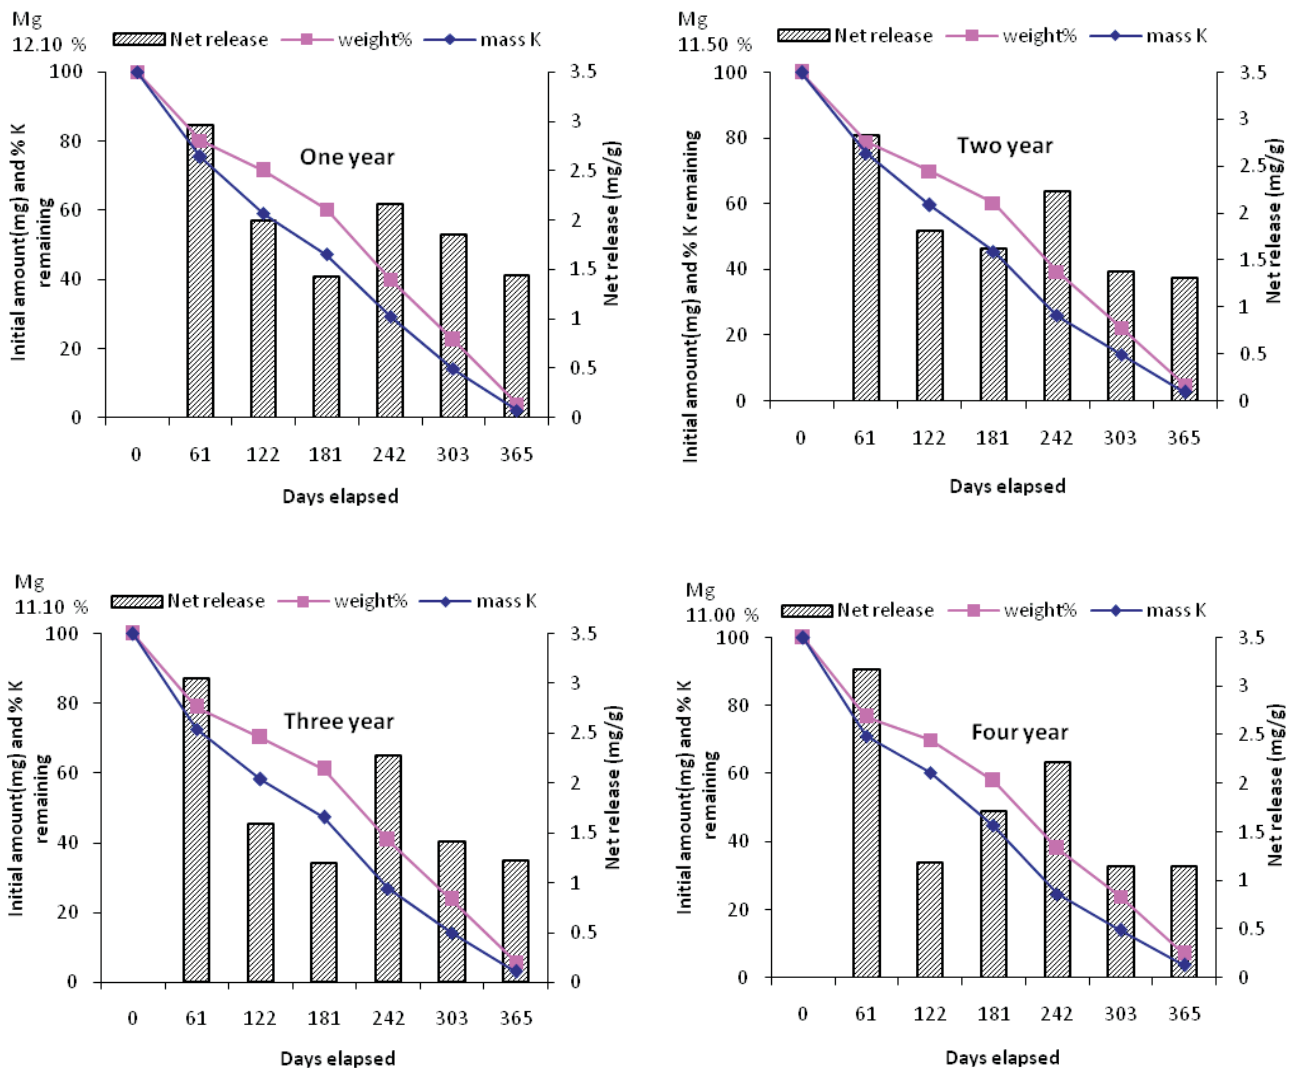 Mg
12.10 %
Net release
weight%
mass K
100
80
60
40
20
0
3.5
3
2.5
2
1.5
1
0.5
0
Initial amount(mg) and % K
remaining
Net release (mg/g)
One year
0 61 122 181 242 303 365
Days elapsed
Mg
11.50 %
Net release
weight%
mass K
100
80
60
40
20
0
3.5
3
2.5
2
1.5
1
0.5
0
Initial amount(mg) and % K remaining
Net release (mg/g)
Two year
0 61 122 181 242 303 365
Days elapsed
Mg
11.10 %
Net release
weight%
mass K
100
80
60
40
20
0
3.5
3
2.5
2
1.5
1
0.5
0
Initial amount(mg) and % K
remaining
Net release (mg/g)
Three year
0 61 122 181 242 303 365
Days elapsed
Mg
11.00 %
Net release
weight%
mass K
100
80
60
40
20
0
3.5
3
2.5
2
1.5
1
0.5
0
Initial amount(mg) and % K
remaining
Net release (mg/g)
Four year
0 61 122 181 242 303 365
Days elapsed